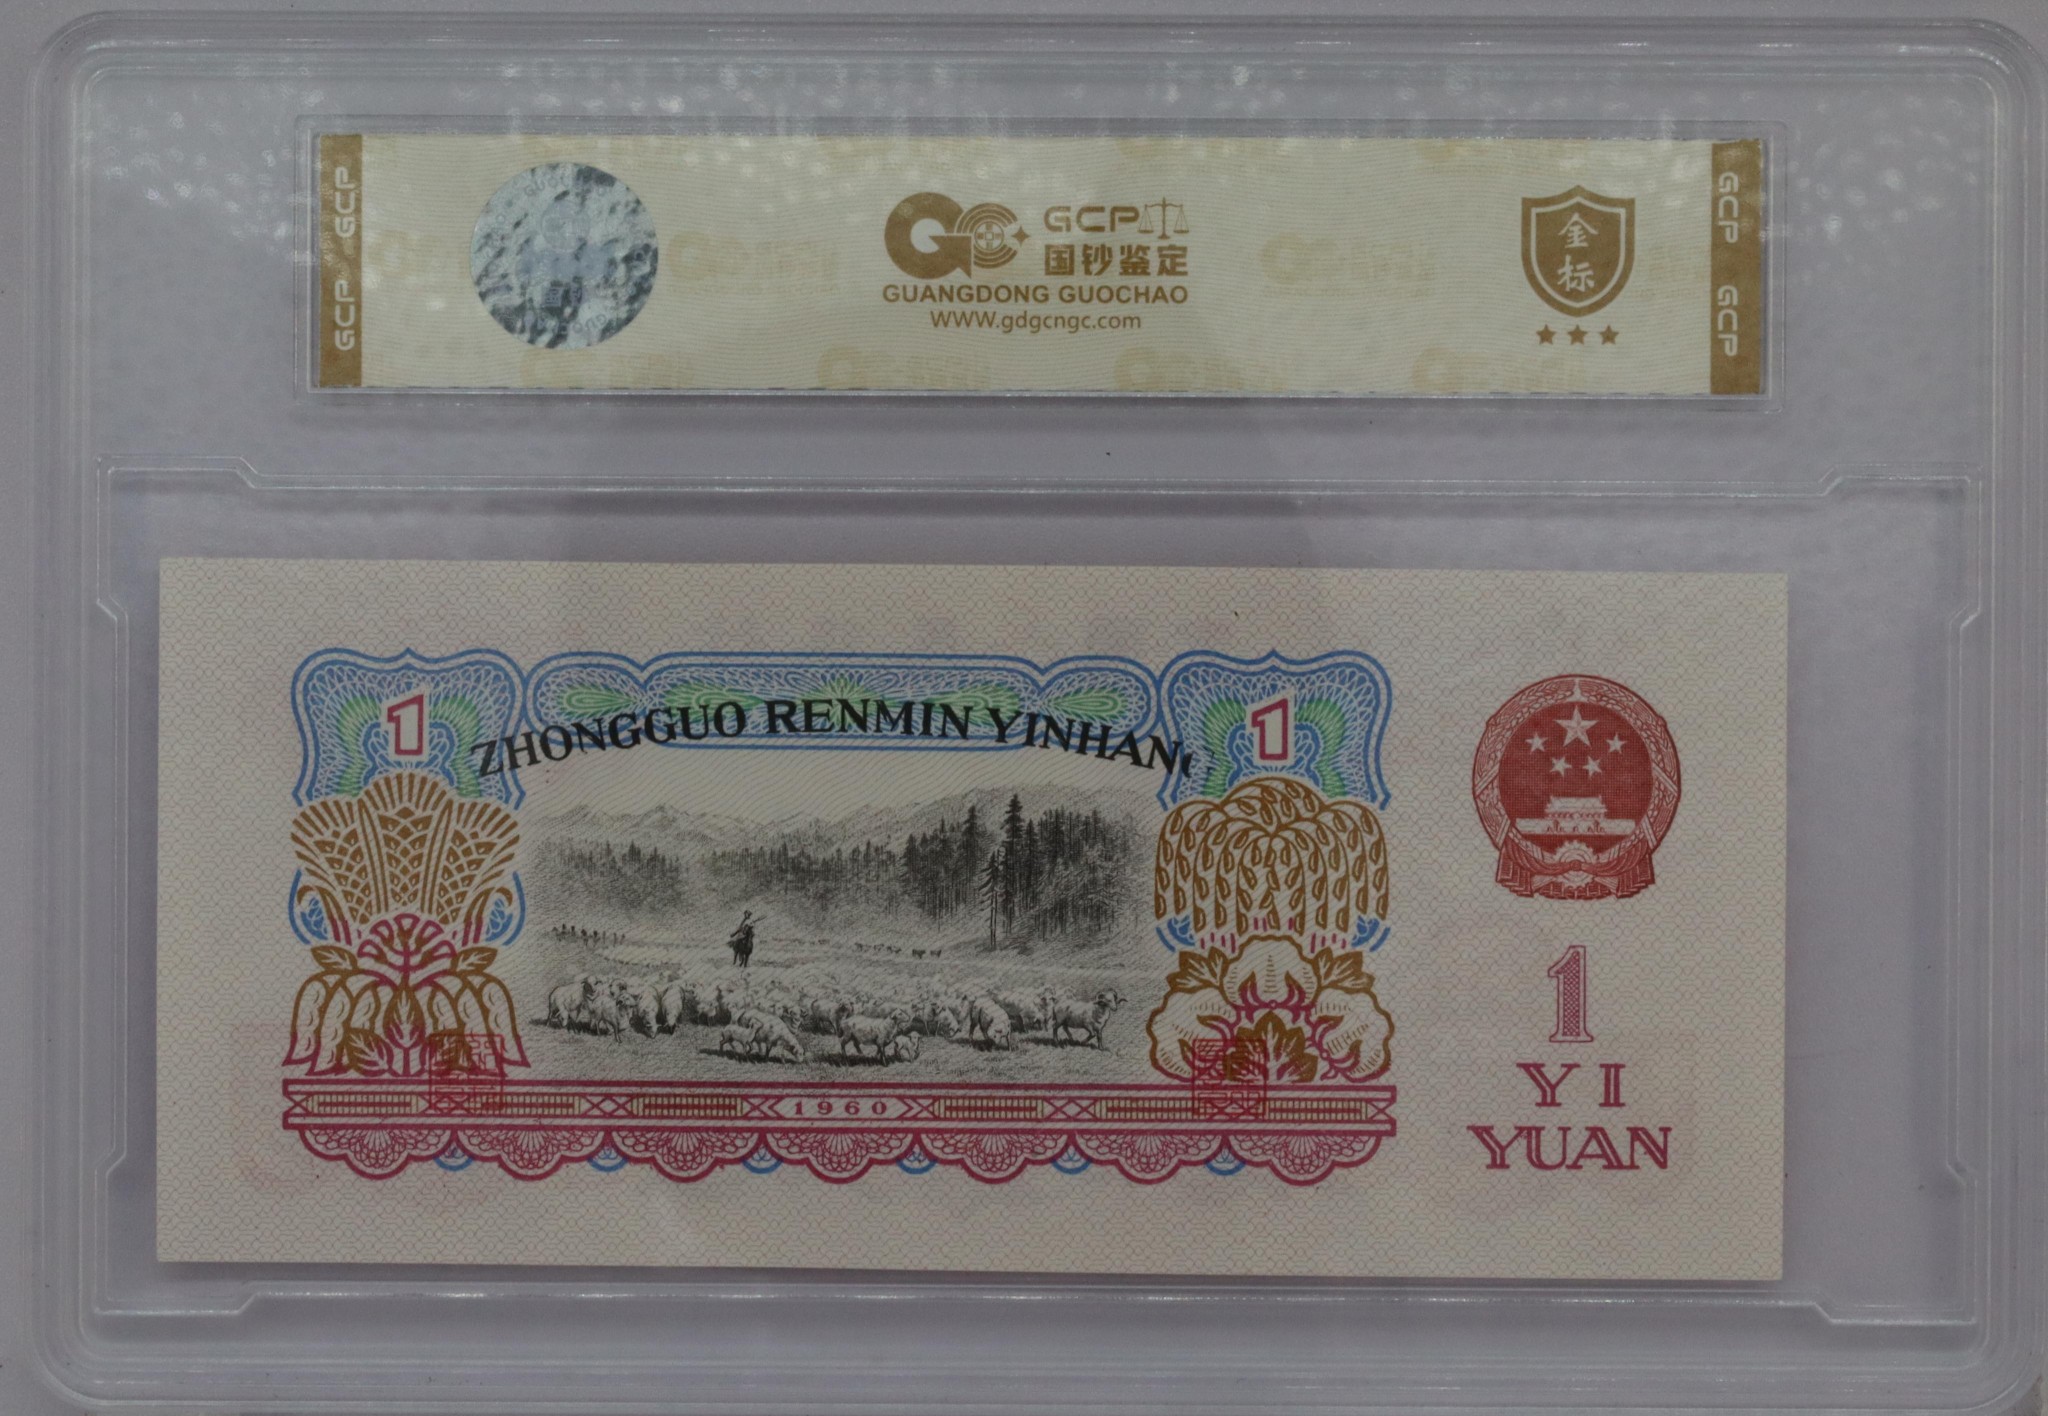 GCP GCP
GCP
国钞鉴定
GUANGDONG GUOCHAO
www.gdgcngc.com
金标
GCP GCP
1
ZHONGGUO RENMIN YINHANG
1
1960
1
YI
YUAN